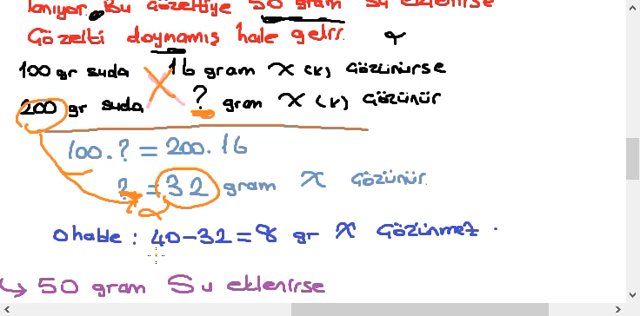 lanıyor. Bu çözeltiye 50 gram su eklenirse
Çözelti doymamış hale gelir.
100 gr suda 16 gram X (k) Çözünürse
200 gr suda ? gram X (k) Çözünür
100.? = 200.16
? = 32 gram X Çözünür.
Ohalde: 40-32=8 gr X Çözünmez.
↳ 50 gram Su eklenirse